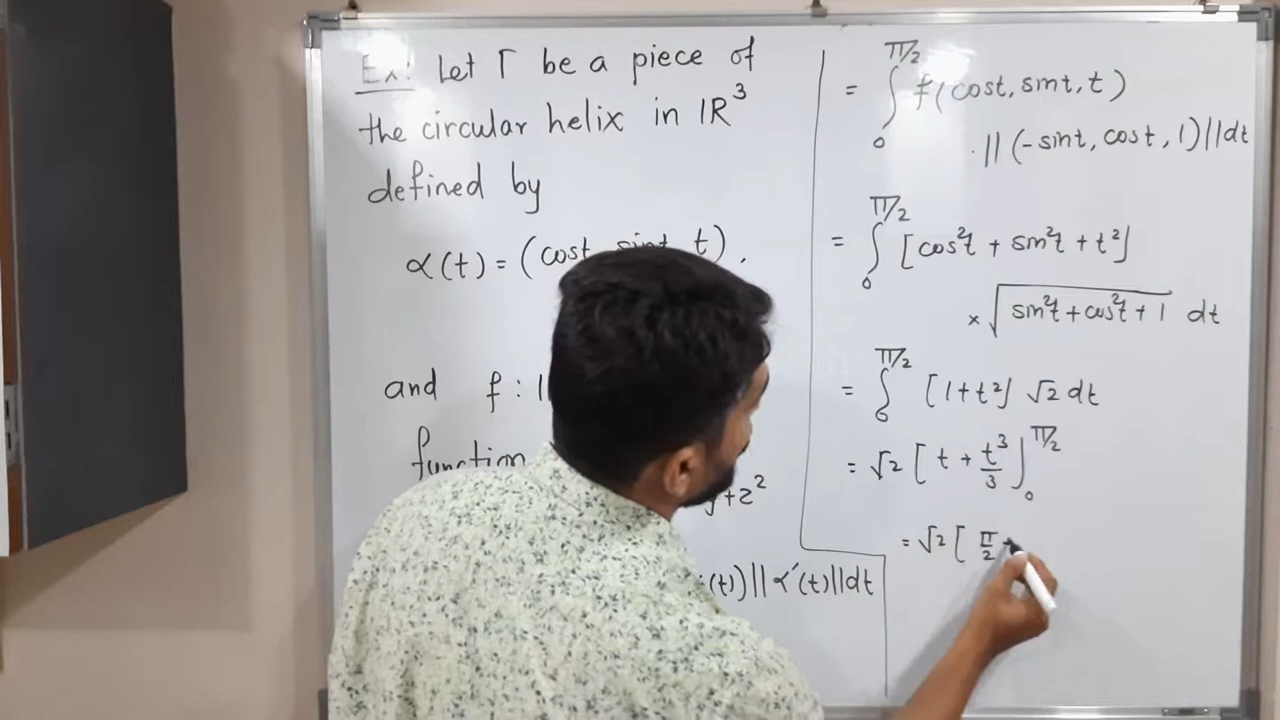 Ex: Let Γ be a piece of
the circular helix in IR³
defined by
α(t) = (cost, sint, t).
and f : I
function
y+z²
(t))||α′(t)||dt
= ∫₀^{π/2} f(cost, sint, t)
. || (-sint, cost, 1)||dt
= ∫₀^{π/2} [cos²t + sin²t + t²]
× √(sin²t + cos²t + 1) dt
= ∫₀^{π/2} [1+t²] √2 dt
= √2 [ t + t³/3 ]₀^{π/2}
= √2 [ π/2